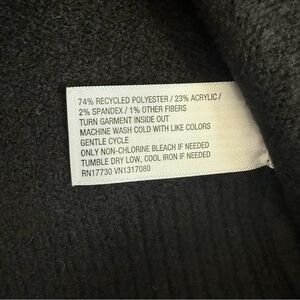 74% RECYCLED POLYESTER / 23% ACRYLIC /
2% SPANDEX / 1% OTHER FIBERS
TURN GARMENT INSIDE OUT
MACHINE WASH COLD WITH LIKE COLORS
GENTLE CYCLE
ONLY NON-CHLORINE BLEACH IF NEEDED
TUMBLE DRY LOW, COOL IRON IF NEEDED
RN17730 VN1317080